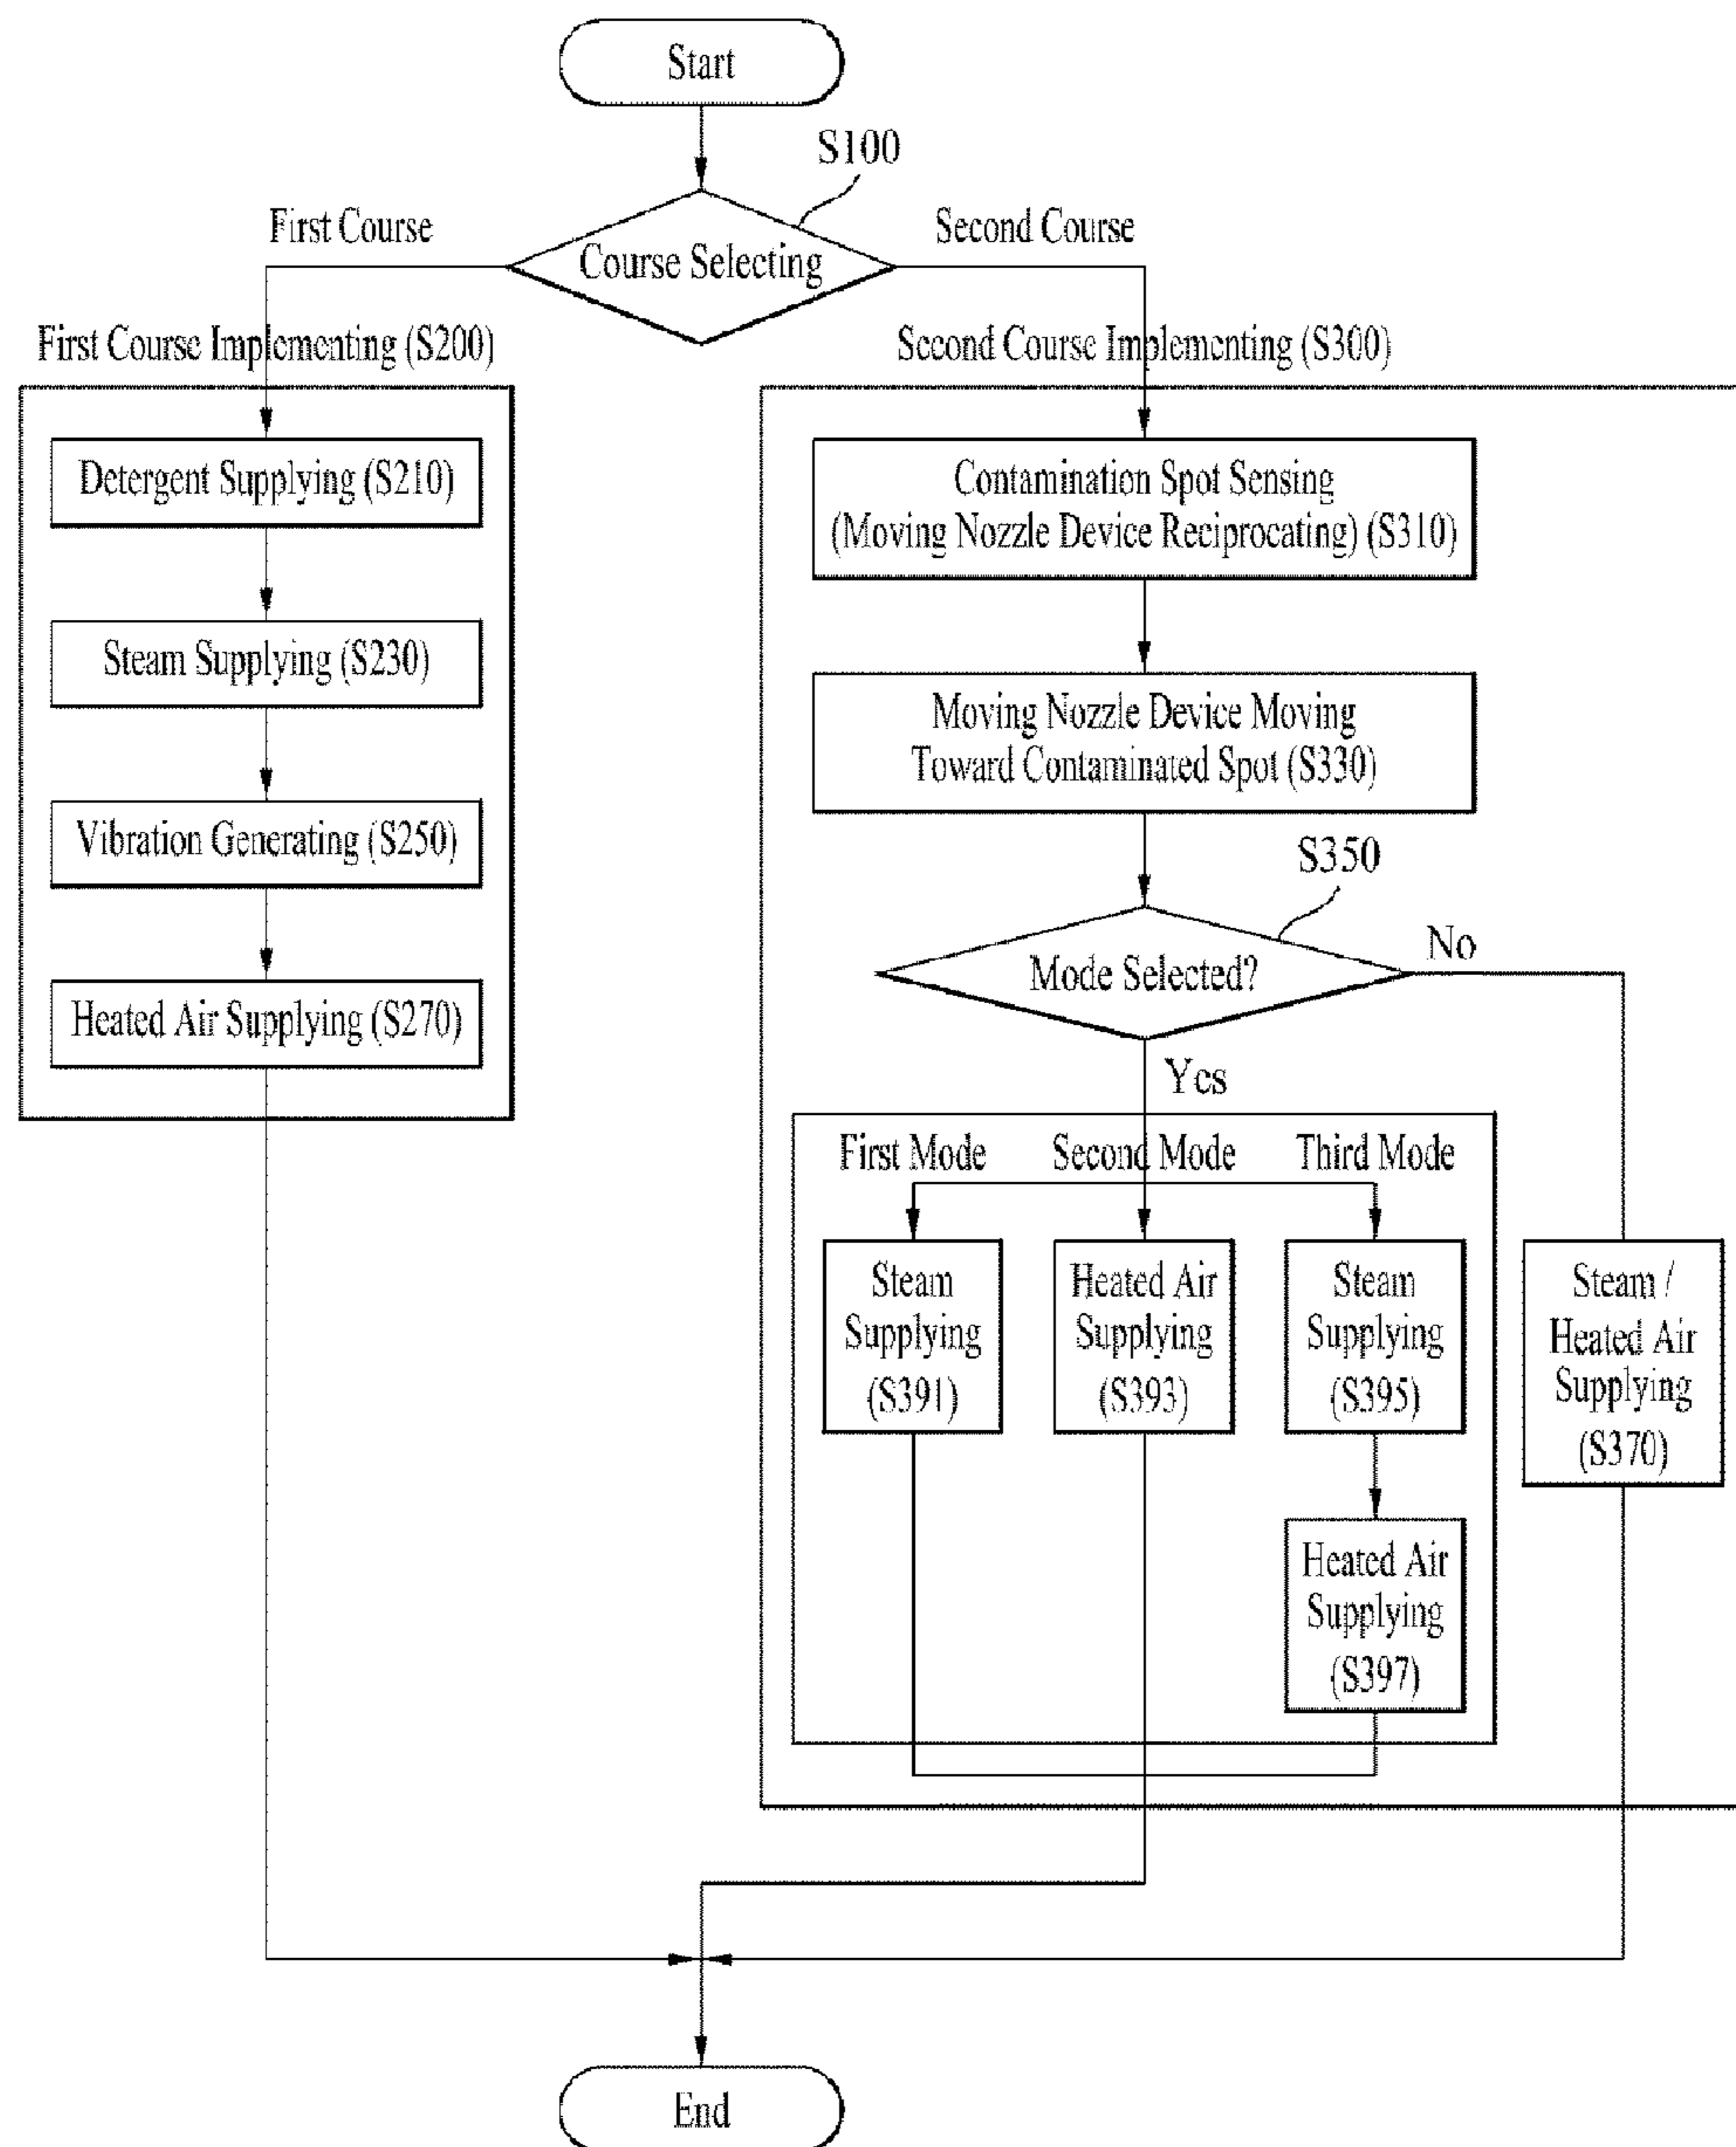 Start
S100
First Course
Second Course
Course Selecting
First Course Implementing (S200)
Second Course Implementing (S300)
Detergent Supplying (S210)
Steam Supplying (S230)
Vibration Generating (S250)
Heated Air Supplying (S270)
Contamination Spot Sensing
(Moving Nozzle Device Reciprocating) (S310)
Moving Nozzle Device Moving
Toward Contaminated Spot (S330)
S350
Mode Selected?
No
Yes
First Mode
Second Mode
Third Mode
Steam
Supplying
(S391)
Heated Air
Supplying
(S393)
Steam
Supplying
(S395)
Heated Air
Supplying
(S397)
Steam /
Heated Air
Supplying
(S370)
End